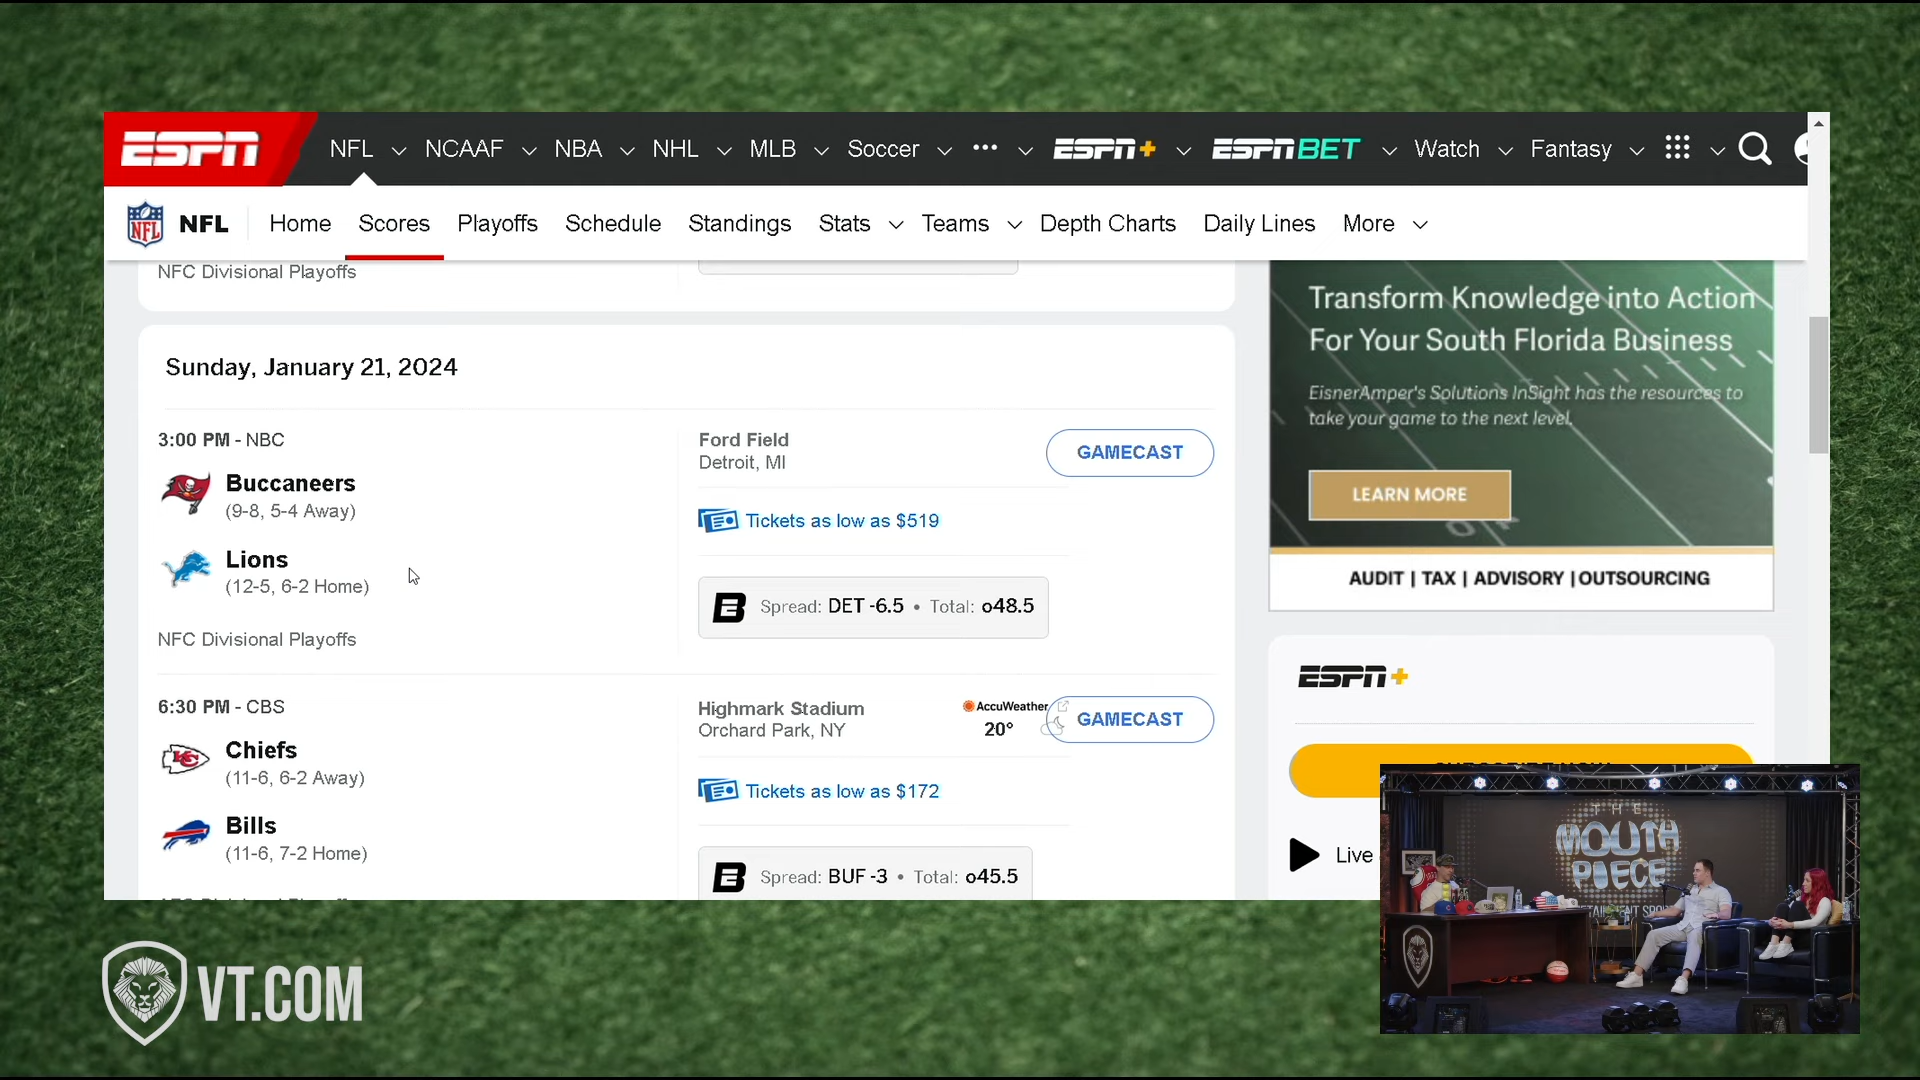 ESPN NFL NCAAF NBA NHL MLB Soccer ••• ESPN+ ESPN BET Watch Fantasy
NFL NFL Home Scores Playoffs Schedule Standings Stats Teams Depth Charts Daily Lines More
NFC Divisional Playoffs
Sunday, January 21, 2024
3:00 PM - NBC
Buccaneers
(9-8, 5-4 Away)
Lions
(12-5, 6-2 Home)
NFC Divisional Playoffs
Ford Field
Detroit, MI
GAMECAST
Tickets as low as $519
E Spread: DET -6.5 • Total: o48.5
6:30 PM - CBS
Chiefs
(11-6, 6-2 Away)
Bills
(11-6, 7-2 Home)
Highmark Stadium
Orchard Park, NY
AccuWeather
20°
GAMECAST
Tickets as low as $172
E Spread: BUF -3 • Total: o45.5
Transform Knowledge into Action
For Your South Florida Business
EisnerAmper's Solutions InSight has the resources to
take your game to the next level.
LEARN MORE
AUDIT | TAX | ADVISORY | OUTSOURCING
ESPN+
Live
THE
MOUTH
PIECE
VT.COM